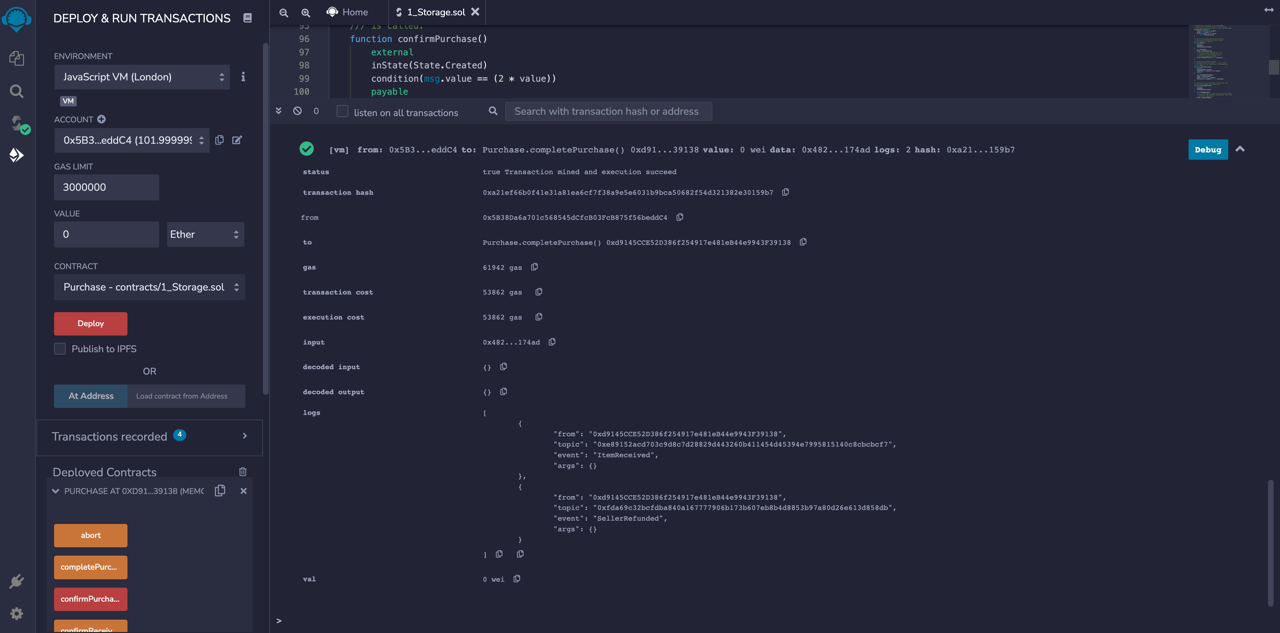 DEPLOY & RUN TRANSACTIONS
ENVIRONMENT
JavaScript VM (London)
VM
ACCOUNT
0x5B3...eddC4 (101.999999
GAS LIMIT
3000000
VALUE
0
Ether
CONTRACT
Purchase - contracts/1_Storage.sol
Deploy
Publish to IPFS
OR
At Address
Load contract from Address
Transactions recorded 4
Deployed Contracts
PURCHASE AT 0XD91...39138 (MEMO
abort
completePurc...
confirmPurcha...
confirmReceiv...
Home
1_Storage.sol
95 /// is called.
96 function confirmPurchase()
97 external
98 inState(State.Created)
99 condition(msg.value == (2 * value))
100 payable
0
listen on all transactions
Search with transaction hash or address
[vm] from: 0x5B3...eddC4 to: Purchase.completePurchase() 0xd91...39138 value: 0 wei data: 0x482...174ad logs: 2 hash: 0xa21...159b7
Debug
status true Transaction mined and execution succeed
transaction hash 0xa21ef66b0f41e31a81ea6cf7f38a9e5e6031b9bca50682f54d321382e30159b7
from 0x5B38Da6a701c568545dCfcB03FcB875f56beddC4
to Purchase.completePurchase() 0xd9145CCE52D386f254917e481eB44e9943F39138
gas 61942 gas
transaction cost 53862 gas
execution cost 53862 gas
input 0x482...174ad
decoded input {}
decoded output {}
logs [
{
"from": "0xd9145CCE52D386f254917e481eB44e9943F39138",
"topic": "0xe89152acd703c9d8c7d28829d443260b411454d45394e7995815140c8cbcbcf7",
"event": "ItemReceived",
"args": {}
},
{
"from": "0xd9145CCE52D386f254917e481eB44e9943F39138",
"topic": "0xfda69c32bcfdba840a167777906b173b607eb8b4d8853b97a80d26e613d858db",
"event": "SellerRefunded",
"args": {}
}
]
val 0 wei
>